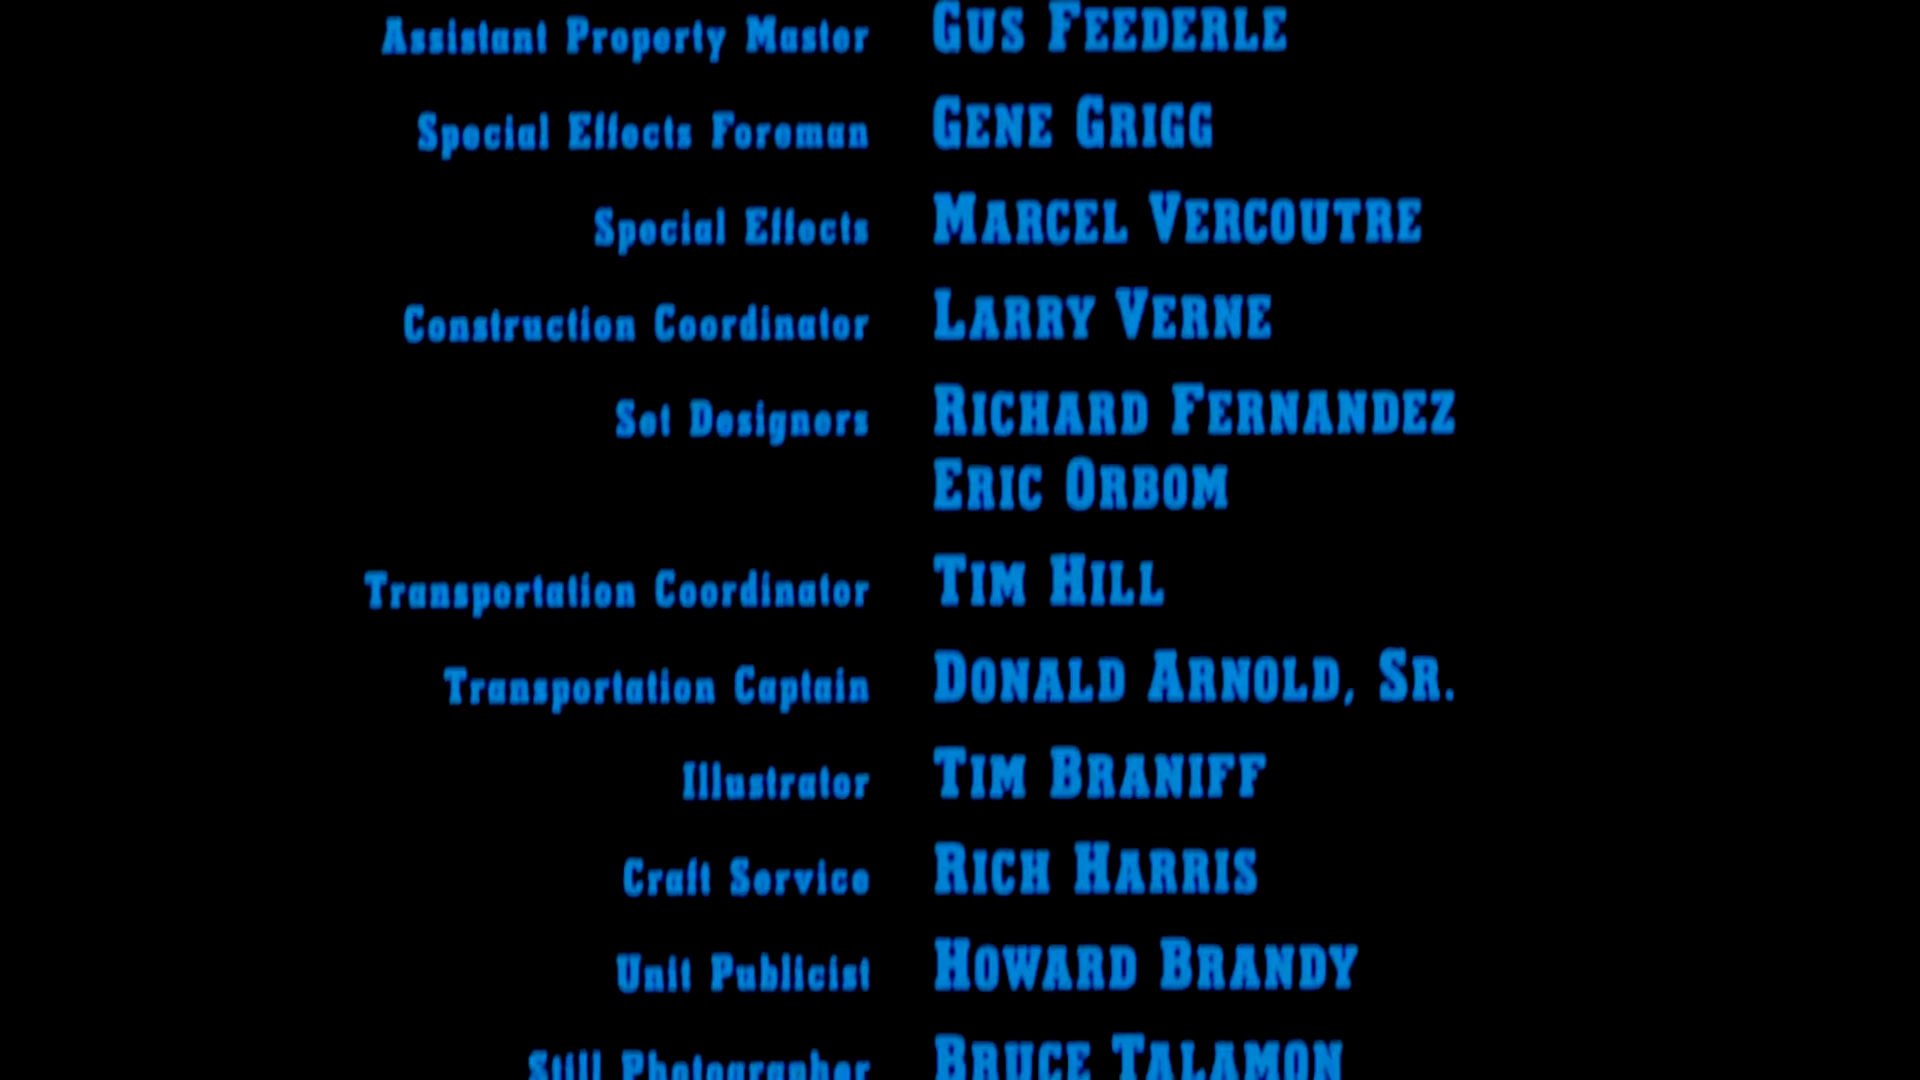 Assistant Property Master GUS FEEDERLE
Special Effects Foreman GENE GRIGG
Special Effects MARCEL VERCOUTRE
Construction Coordinator LARRY VERNE
Set Designers RICHARD FERNANDEZ
ERIC ORBOM
Transportation Coordinator TIM HILL
Transportation Captain DONALD ARNOLD, SR.
Illustrator TIM BRANIFF
Craft Service RICH HARRIS
Unit Publicist HOWARD BRANDY
Still Photographer BRUCE TALAMON